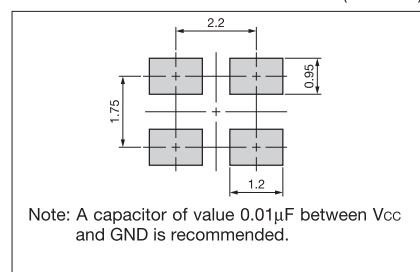 2.2
0.95
1.75
1.2
Note: A capacitor of value 0.01μF between Vcc
and GND is recommended.